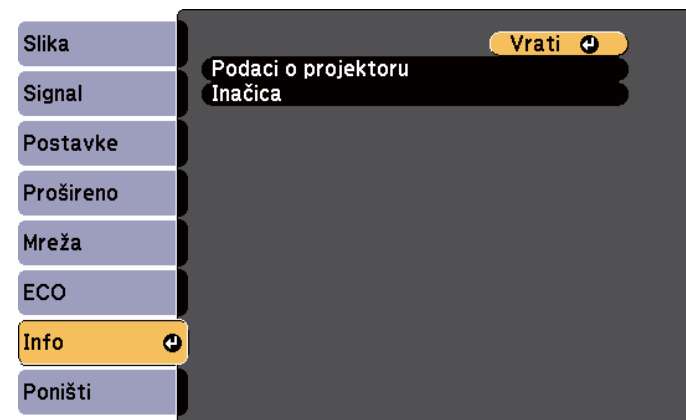 Slika
Signal
Postavke
Prošireno
Mreža
ECO
Info
Poništi
Vrati
Podaci o projektoru
Inačica